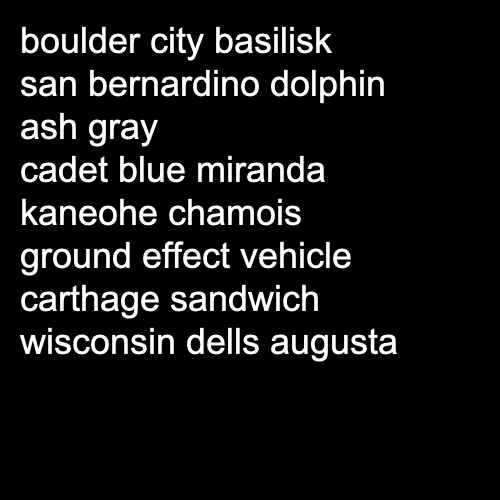 boulder city basilisk
san bernardino dolphin
ash gray
cadet blue miranda
kaneohe chamois
ground effect vehicle
carthage sandwich
wisconsin dells augusta